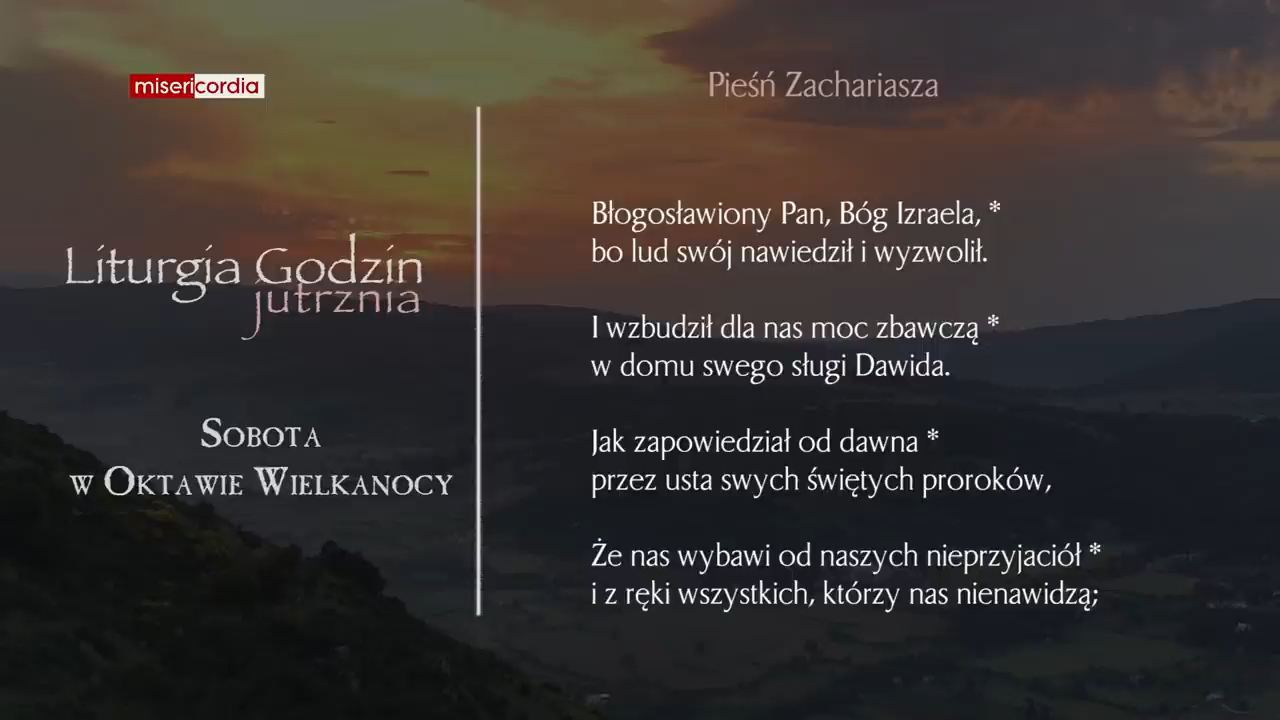 misericordia
Pieśń Zachariasza
Liturgia Godzin
jutrznia
Sobota
w Oktawie Wielkanocy
Błogosławiony Pan, Bóg Izraela, *
bo lud swój nawiedził i wyzwolił.
I wzbudził dla nas moc zbawczą *
w domu swego sługi Dawida.
Jak zapowiedział od dawna *
przez usta swych świętych proroków,
Że nas wybawi od naszych nieprzyjaciół *
i z ręki wszystkich, którzy nas nienawidzą;